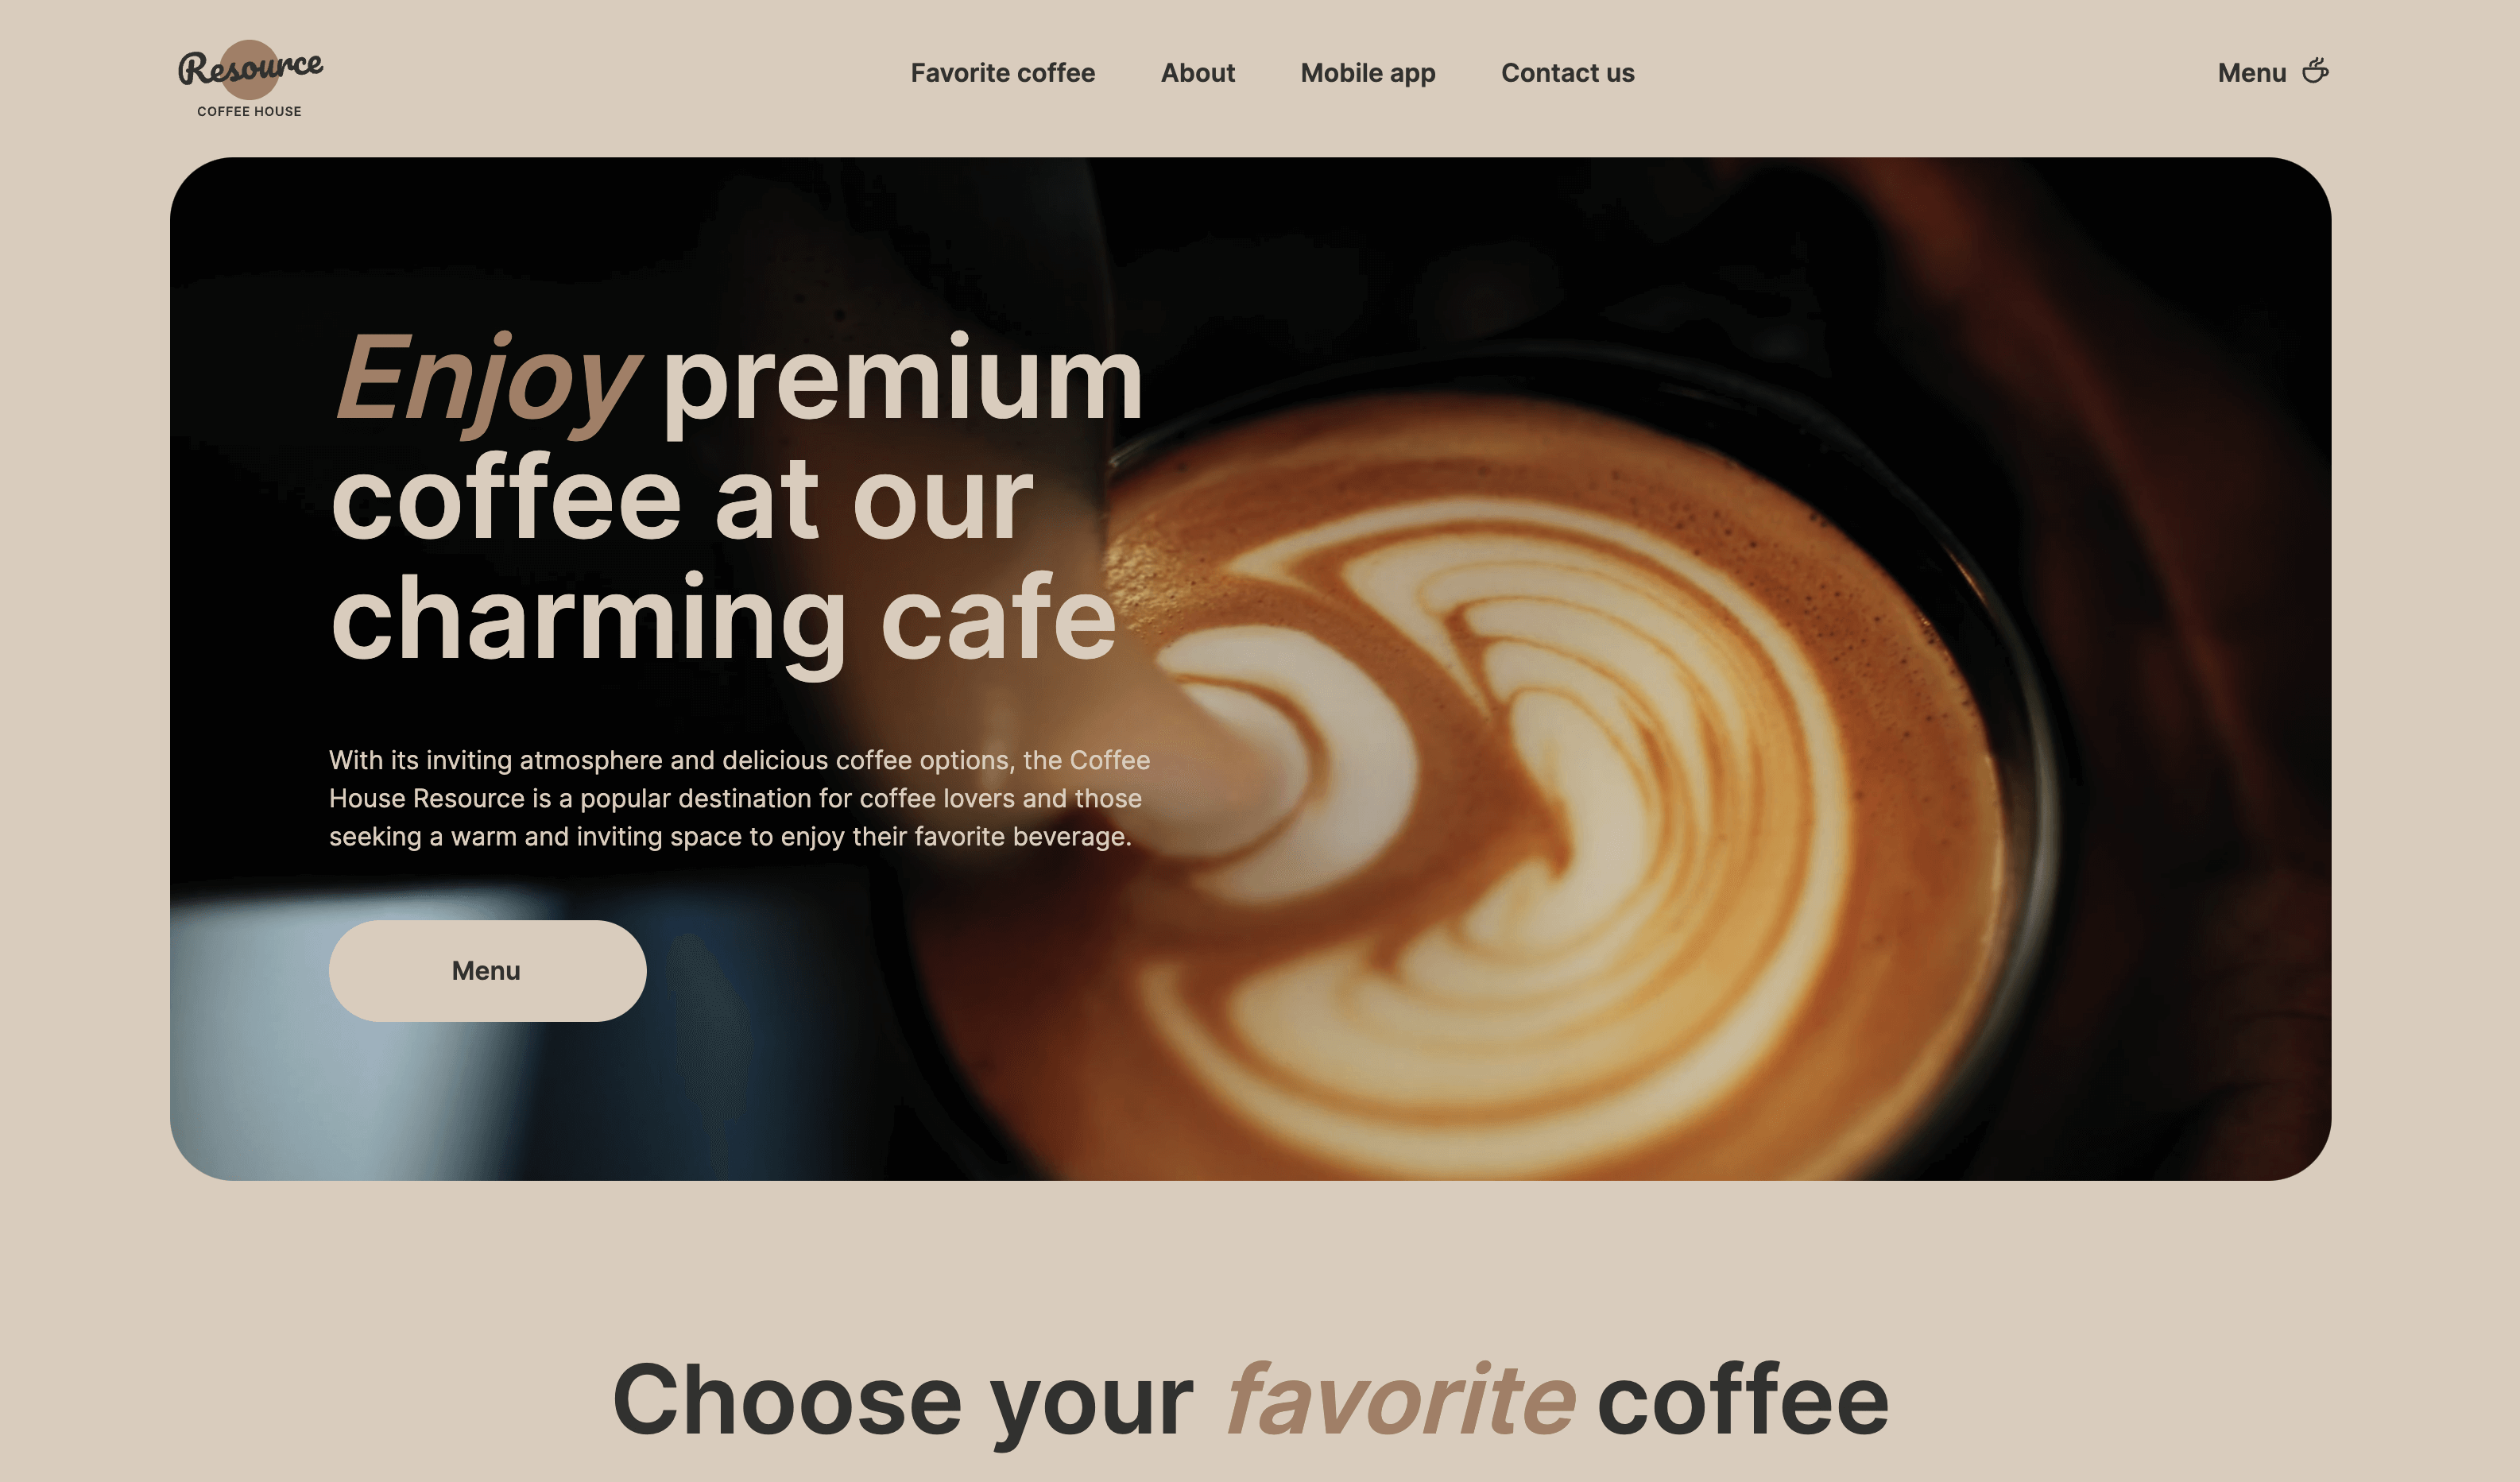 Resource
COFFEE HOUSE
Favorite coffee
About
Mobile app
Contact us
Menu
Enjoy premium
coffee at our
charming cafe
With its inviting atmosphere and delicious coffee options, the Coffee
House Resource is a popular destination for coffee lovers and those
seeking a warm and inviting space to enjoy their favorite beverage.
Menu
Choose your favorite coffee